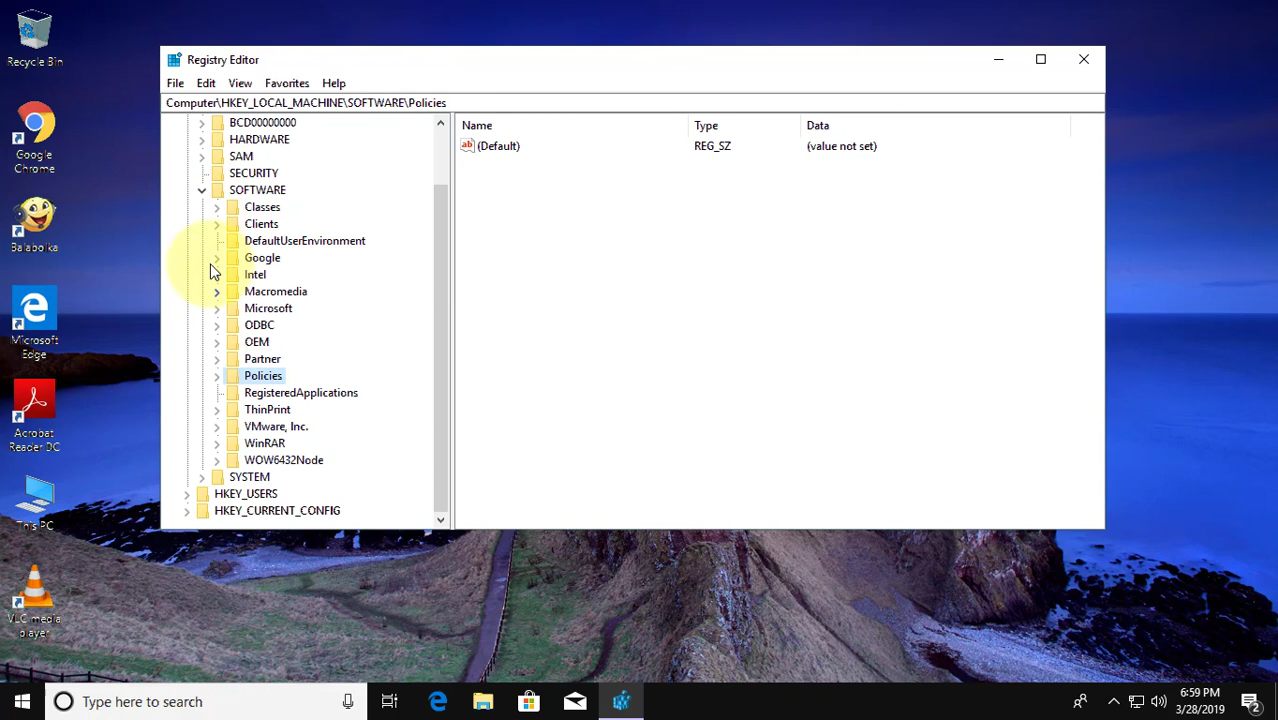 Recycle Bin
Google
Chrome
Balabolka
Microsoft
Edge
Acrobat
Reader DC
This PC
VLC media
player
Registry Editor
File Edit View Favorites Help
Computer\HKEY_LOCAL_MACHINE\SOFTWARE\Policies
BCD00000000
HARDWARE
SAM
SECURITY
SOFTWARE
Classes
Clients
DefaultUserEnvironment
Google
Intel
Macromedia
Microsoft
ODBC
OEM
Partner
Policies
RegisteredApplications
ThinPrint
VMware, Inc.
WinRAR
WOW6432Node
SYSTEM
HKEY_USERS
HKEY_CURRENT_CONFIG
Name Type Data
ab (Default) REG_SZ (value not set)
Type here to search
6:59 PM
3/28/2019
2